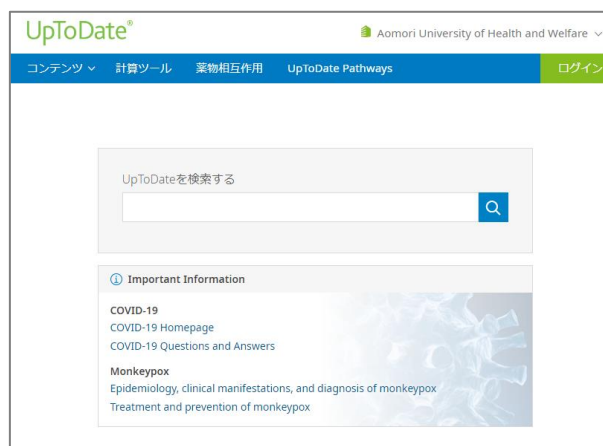 UpToDate®
Aomori University of Health and Welfare
コンテンツ 計算ツール 薬物相互作用 UpToDate Pathways ログイン
UpToDateを検索する
Important Information
COVID-19
COVID-19 Homepage
COVID-19 Questions and Answers
Monkeypox
Epidemiology, clinical manifestations, and diagnosis of monkeypox
Treatment and prevention of monkeypox